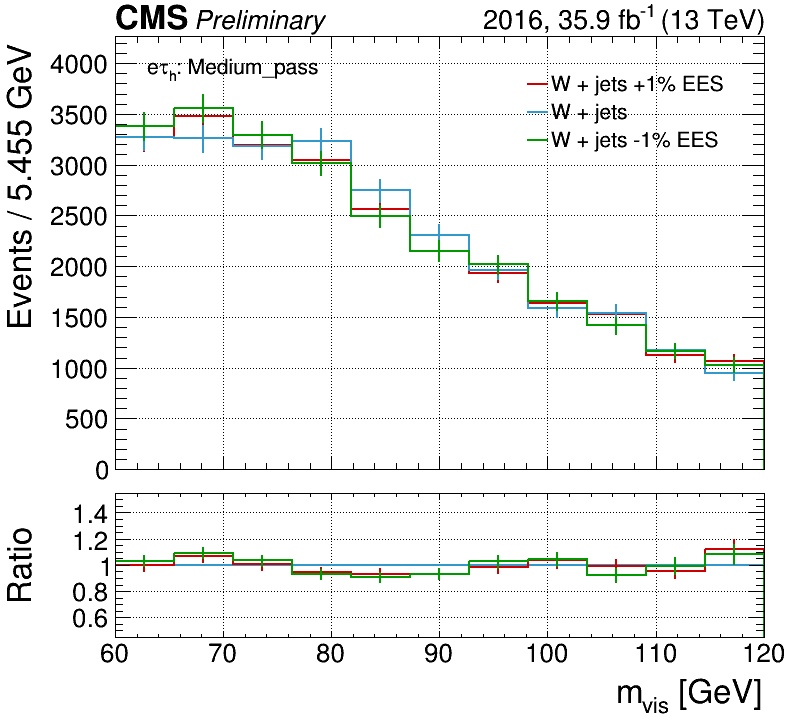 CMS Preliminary 2016, 35.9 fb⁻¹ (13 TeV)
eτₕ: Medium_pass
W + jets +1% EES
W + jets
W + jets -1% EES
Events / 5.455 GeV
4000
3500
3000
2500
2000
1500
1000
500
0
Ratio
1.4
1.2
1
0.8
0.6
60 70 80 90 100 110 120
m_vis [GeV]